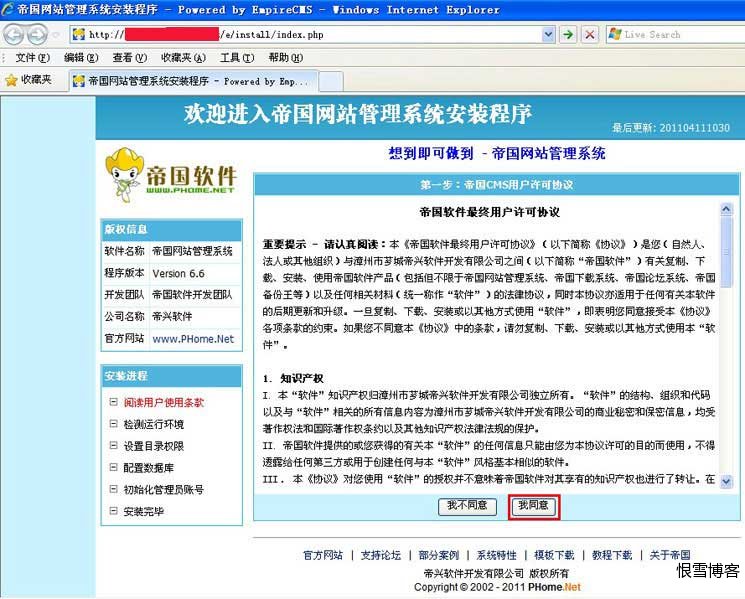 帝国网站管理系统安装程序 - Powered by EmpireCMS - Windows Internet Explorer
http:// /e/install/index.php
Live Search
文件(F) 编辑(E) 查看(V) 收藏夹(A) 工具(T) 帮助(H)
收藏夹
帝国网站管理系统安装程序 - Powered by Emp...
欢迎进入帝国网站管理系统安装程序
最后更新: 201104111030
帝国软件
WWW.PHOME.NET
想到即可做到 - 帝国网站管理系统
第一步：帝国CMS用户许可协议
版权信息
软件名称 帝国网站管理系统
程序版本 Version 6.6
开发团队 帝国软件开发团队
公司名称 帝兴软件
官方网站 www.PHome.Net
安装进程
阅读用户使用条款
检测运行环境
设置目录权限
配置数据库
初始化管理员账号
安装完毕
帝国软件最终用户许可协议
重要提示 - 请认真阅读：本《帝国软件最终用户许可协议》（以下简称《协议》）是您（自然人、
法人或其他组织）与漳州市芗城帝兴软件开发有限公司之间（以下简称“帝国软件”）有关复制、下
载、安装、使用帝国软件产品（包括但不限于帝国网站管理系统、帝国下载系统、帝国论坛系统、帝国
备份王等）以及任何相关材料（统一称作“软件”）的法律协议，同时本协议亦适用于任何有关本软件
的后期更新和升级。一旦复制、下载、安装或以其他方式使用“软件”，即表明您同意接受本《协议》
各项条款的约束。如果您不同意本《协议》中的条款，请勿复制、下载、安装或以其他方式使用本“软
件”。
1. 知识产权
I. 本“软件”知识产权归漳州市芗城帝兴软件开发有限公司独立所有。“软件”的结构、组织和代码
以及与“软件”相关的所有信息内容为漳州市芗城帝兴软件开发有限公司的商业秘密和保密信息，均受
著作权法和国际著作权条约以及其他知识产权法律法规的保护。
II. 帝国软件提供的或您获得的有关本“软件”的任何信息只能由您为本协议许可的目的而使用，不得
透露给任何第三方或用于创建任何与本“软件”风格基本相似的软件。
III. 本《协议》对您使用“软件”的授权并不意味着帝国软件对其享有的知识产权也进行了转让。在
我不同意 我同意
官方网站 | 支持论坛 | 部分案例 | 系统特性 | 模板下载 | 教程下载 | 关于帝国
帝兴软件开发有限公司 版权所有
Copyright © 2002 - 2011 PHome.Net
恨雪博客